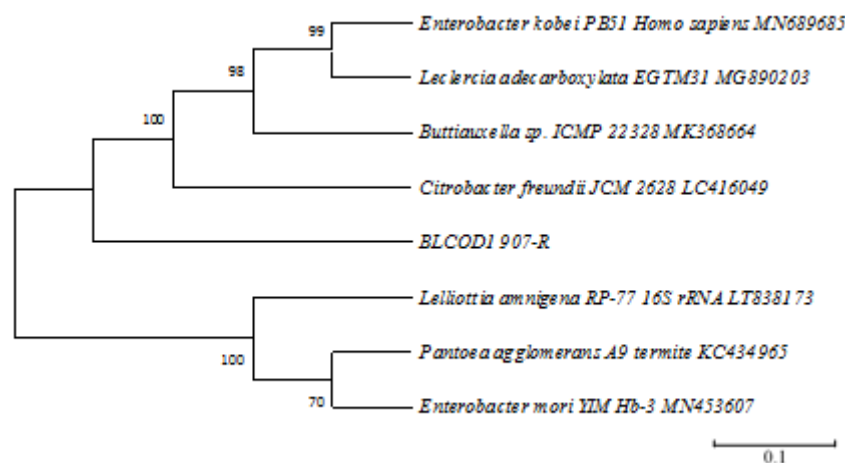 Enterobacter kobei PB51 Homo sapiens MN689685
99
Leclercia adecarboxylata EGTM31 MG890203
98
Buttiauxella sp. ICMP 22328 MK368664
100
Citrobacter freundii JCM 2628 LC416049
BLCOD1 907-R
Lelliottia amnigena RP-77 16S rRNA LT838173
Pantoea agglomerans A9 termite KC434965
100
Enterobacter mori YIM Hb-3 MN453607
70
0.1